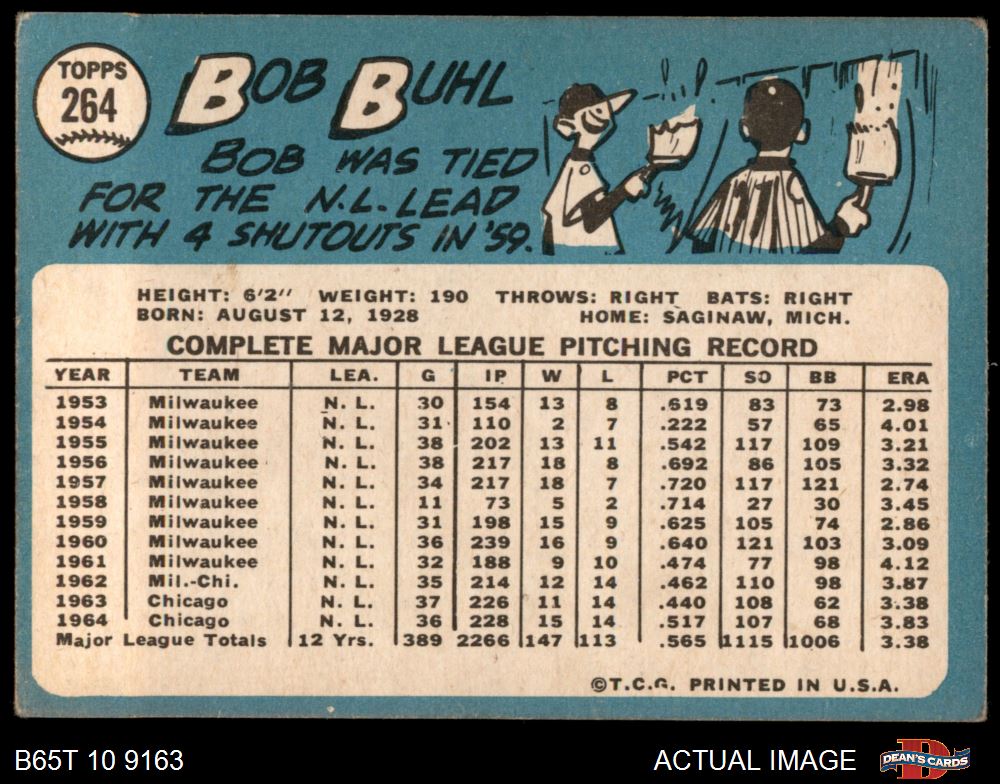 TOPPS
264
BOB BUHL
BOB WAS TIED
FOR THE N.L. LEAD
WITH 4 SHUTOUTS IN '59.
HEIGHT: 6'2" WEIGHT: 190 THROWS: RIGHT BATS: RIGHT
BORN: AUGUST 12, 1928 HOME: SAGINAW, MICH.
COMPLETE MAJOR LEAGUE PITCHING RECORD
YEAR TEAM LEA. G IP W L PCT SO BB ERA
1953 Milwaukee N. L. 30 154 13 8 .619 83 73 2.98
1954 Milwaukee N. L. 31 110 2 7 .222 57 65 4.01
1955 Milwaukee N. L. 38 202 13 11 .542 117 109 3.21
1956 Milwaukee N. L. 38 217 18 8 .692 86 105 3.32
1957 Milwaukee N. L. 34 217 18 7 .720 117 121 2.74
1958 Milwaukee N. L. 11 73 5 2 .714 27 30 3.45
1959 Milwaukee N. L. 31 198 15 9 .625 105 74 2.86
1960 Milwaukee N. L. 36 239 16 9 .640 121 103 3.09
1961 Milwaukee N. L. 32 188 9 10 .474 77 98 4.12
1962 Mil.-Chi. N. L. 35 214 12 14 .462 110 98 3.87
1963 Chicago N. L. 37 226 11 14 .440 108 62 3.38
1964 Chicago N. L. 36 228 15 14 .517 107 68 3.83
Major League Totals 12 Yrs. 389 2266 147 113 .565 1115 1006 3.38
©T.C.G. PRINTED IN U.S.A.
B65T 10 9163 ACTUAL IMAGE DEAN'S CARDS